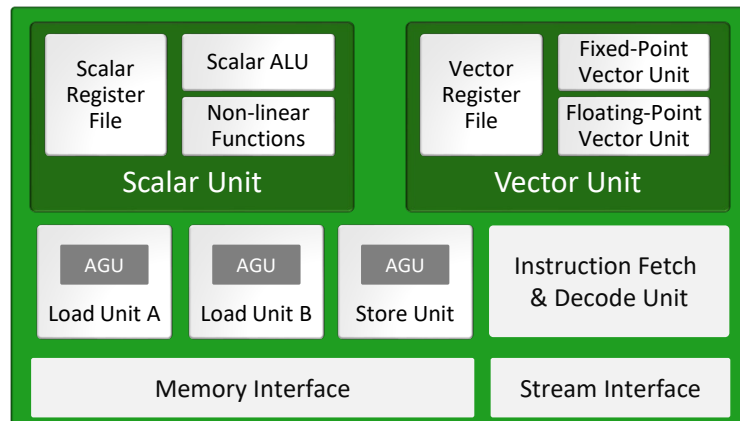 Scalar
Register
File
Scalar ALU
Non-linear
Functions
Scalar Unit
Vector
Register
File
Fixed-Point
Vector Unit
Floating-Point
Vector Unit
Vector Unit
AGU
Load Unit A
AGU
Load Unit B
AGU
Store Unit
Instruction Fetch
& Decode Unit
Memory Interface
Stream Interface